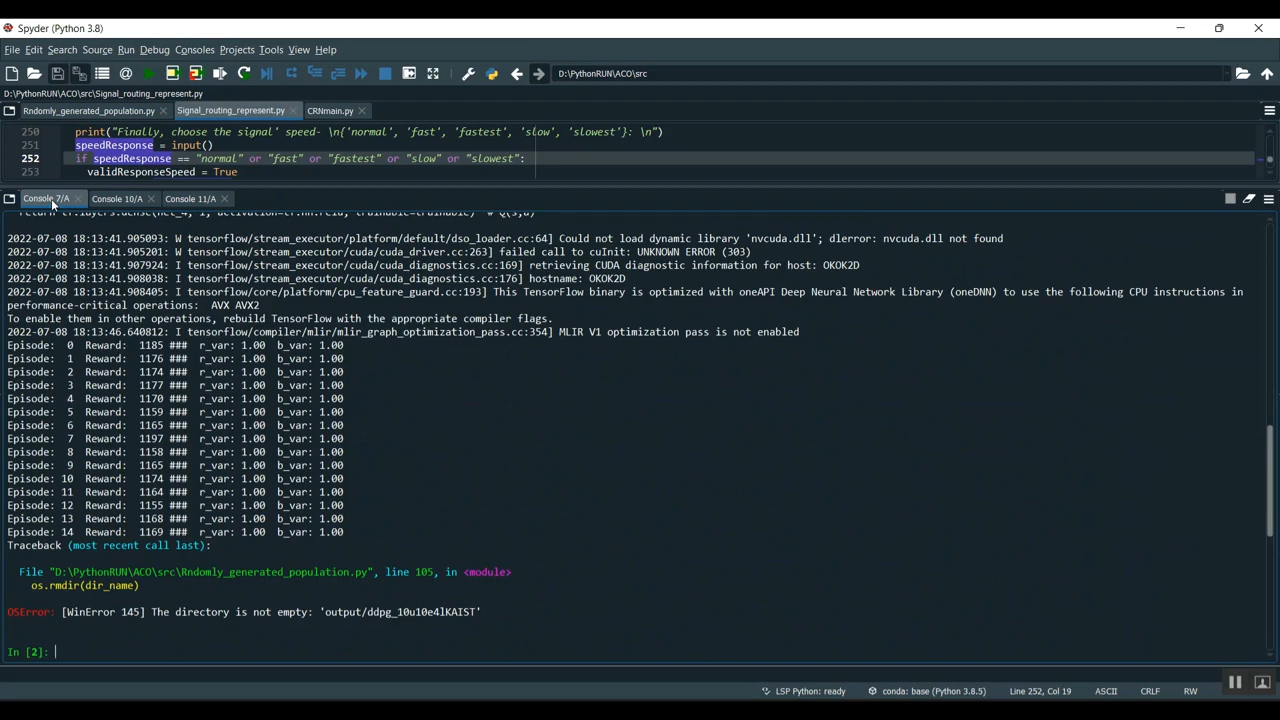 Spyder (Python 3.8)
File Edit Search Source Run Debug Consoles Projects Tools View Help
D:\PythonRUN\ACO\src
D:\PythonRUN\ACO\src\Signal_routing_represent.py
Rndomly_generated_population.py Signal_routing_represent.py CRNmain.py
250 print("Finally, choose the signal' speed- \n{'normal', 'fast', 'fastest', 'slow', 'slowest'}: \n")
251 speedResponse = input()
252 if speedResponse == "normal" or "fast" or "fastest" or "slow" or "slowest":
253 validResponseSpeed = True
Console 7/A Console 10/A Console 11/A
return tf.layers.dense(net_4, 1, activation=tf.nn.relu, trainable=trainable) # Q(s,a)
2022-07-08 18:13:41.905093: W tensorflow/stream_executor/platform/default/dso_loader.cc:64] Could not load dynamic library 'nvcuda.dll'; dlerror: nvcuda.dll not found
2022-07-08 18:13:41.905201: W tensorflow/stream_executor/cuda/cuda_driver.cc:263] failed call to cuInit: UNKNOWN ERROR (303)
2022-07-08 18:13:41.907924: I tensorflow/stream_executor/cuda/cuda_diagnostics.cc:169] retrieving CUDA diagnostic information for host: OKOK2D
2022-07-08 18:13:41.908038: I tensorflow/stream_executor/cuda/cuda_diagnostics.cc:176] hostname: OKOK2D
2022-07-08 18:13:41.908405: I tensorflow/core/platform/cpu_feature_guard.cc:193] This TensorFlow binary is optimized with oneAPI Deep Neural Network Library (oneDNN) to use the following CPU instructions in
performance-critical operations: AVX AVX2
To enable them in other operations, rebuild TensorFlow with the appropriate compiler flags.
2022-07-08 18:13:46.640812: I tensorflow/compiler/mlir/mlir_graph_optimization_pass.cc:354] MLIR V1 optimization pass is not enabled
Episode: 0 Reward: 1185 ### r_var: 1.00 b_var: 1.00
Episode: 1 Reward: 1176 ### r_var: 1.00 b_var: 1.00
Episode: 2 Reward: 1174 ### r_var: 1.00 b_var: 1.00
Episode: 3 Reward: 1177 ### r_var: 1.00 b_var: 1.00
Episode: 4 Reward: 1170 ### r_var: 1.00 b_var: 1.00
Episode: 5 Reward: 1159 ### r_var: 1.00 b_var: 1.00
Episode: 6 Reward: 1165 ### r_var: 1.00 b_var: 1.00
Episode: 7 Reward: 1197 ### r_var: 1.00 b_var: 1.00
Episode: 8 Reward: 1158 ### r_var: 1.00 b_var: 1.00
Episode: 9 Reward: 1165 ### r_var: 1.00 b_var: 1.00
Episode: 10 Reward: 1174 ### r_var: 1.00 b_var: 1.00
Episode: 11 Reward: 1164 ### r_var: 1.00 b_var: 1.00
Episode: 12 Reward: 1155 ### r_var: 1.00 b_var: 1.00
Episode: 13 Reward: 1168 ### r_var: 1.00 b_var: 1.00
Episode: 14 Reward: 1169 ### r_var: 1.00 b_var: 1.00
Traceback (most recent call last):
File "D:\PythonRUN\ACO\src\Rndomly_generated_population.py", line 105, in <module>
os.rmdir(dir_name)
OSError: [WinError 145] The directory is not empty: 'output/ddpg_10u10e4lKAIST'
In [2]:
LSP Python: ready conda: base (Python 3.8.5) Line 252, Col 19 ASCII CRLF RW